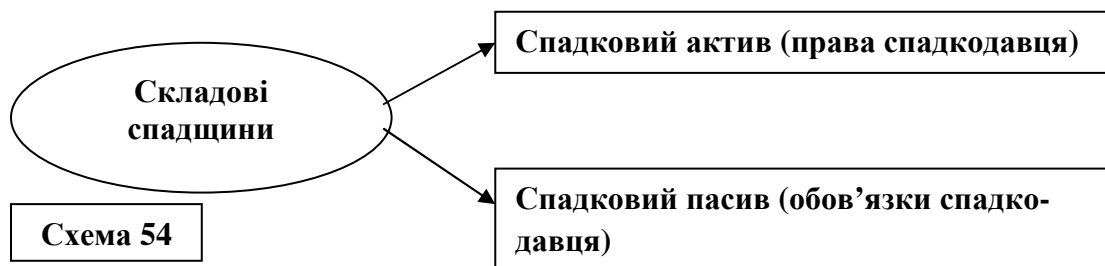 Складові
спадщини
Спадковий актив (права спадкодавця)
Спадковий пасив (обов’язки спадко-
давця)
Схема 54